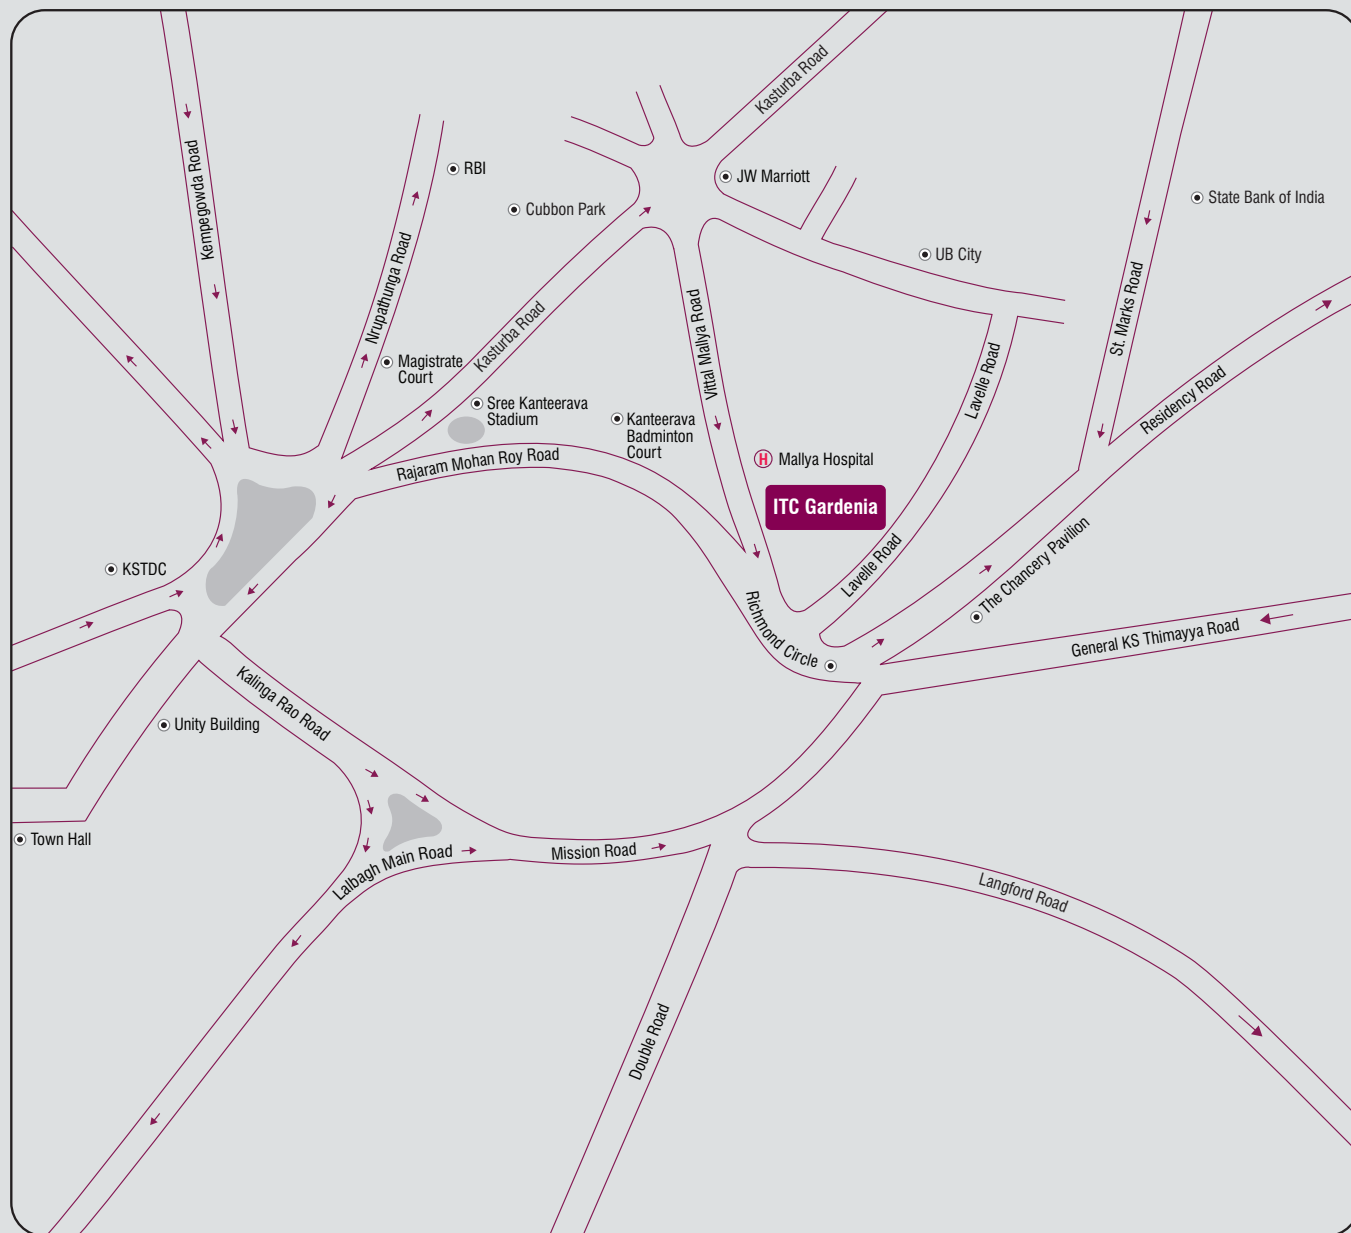 Kasturba Road
Kempegowda Road
RBI
JW Marriott
State Bank of India
Cubbon Park
Nrupathunga Road
UB City
St. Marks Road
Kasturba Road
Vittal Mallya Road
Magistrate
Court
Lavelle Road
Residency Road
Sree Kanteerava
Stadium
Kanteerava
Badminton
Court
Rajaram Mohan Roy Road
H
Mallya Hospital
ITC Gardenia
KSTDC
Lavelle Road
The Chancery Pavilion
Richmond Circle
General KS Thimayya Road
Kalinga Rao Road
Unity Building
Town Hall
Lalbagh Main Road
Mission Road
Langford Road
Double Road